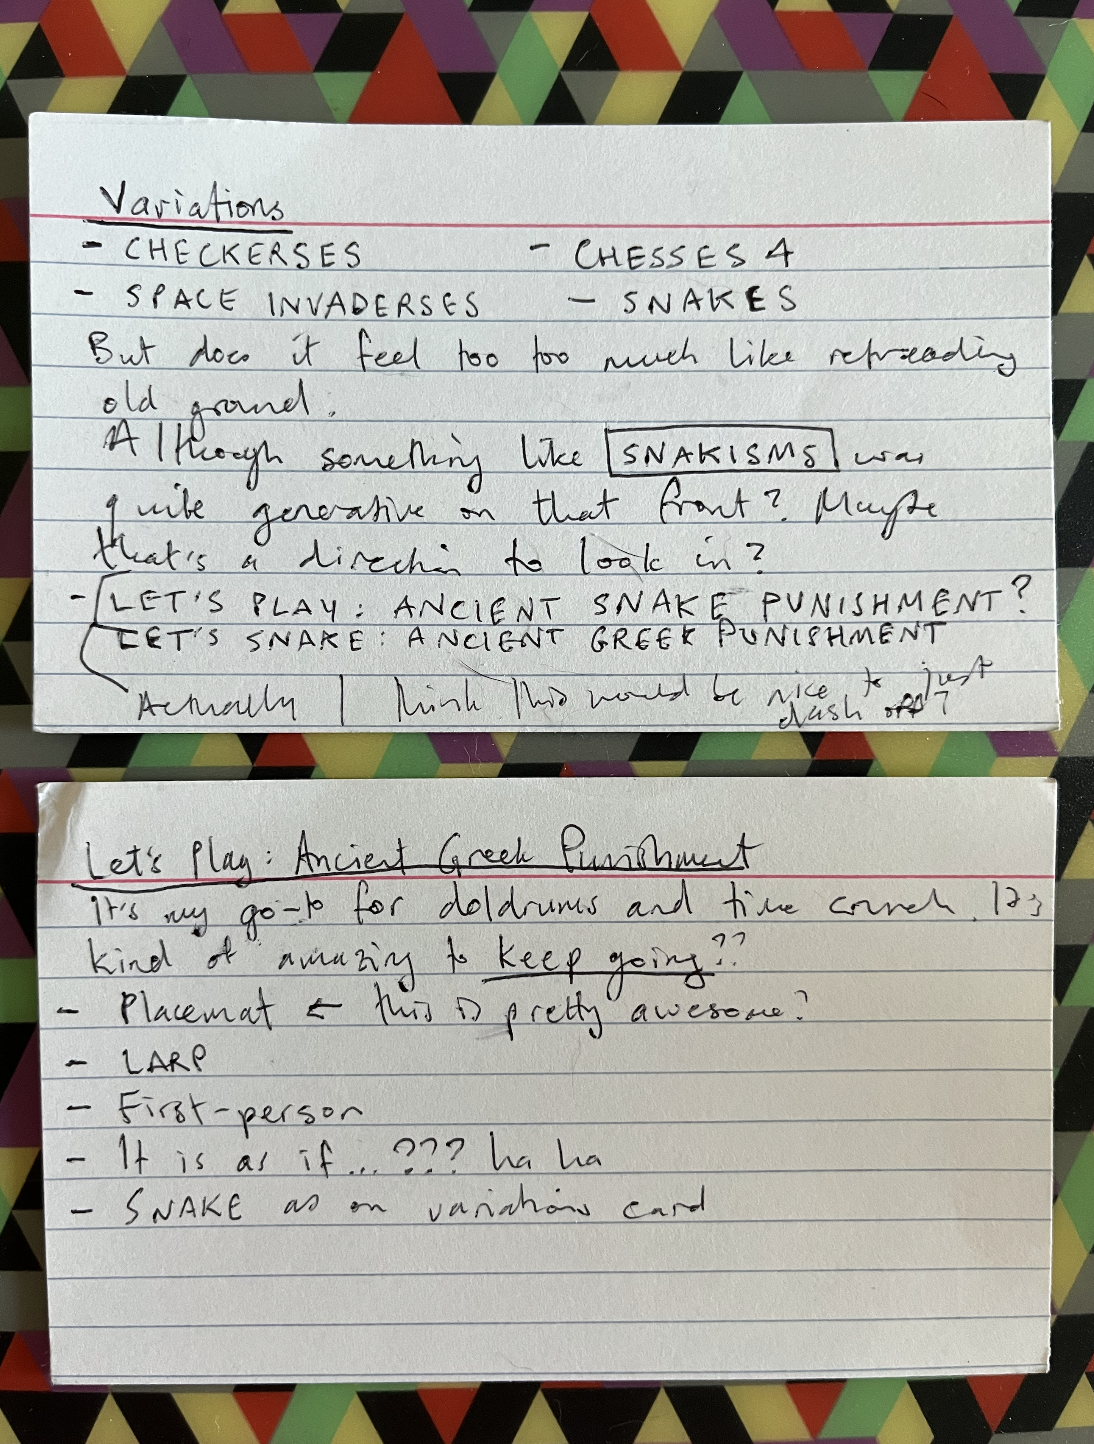 Variations
- CHECKERSES - CHESSES 4
- SPACE INVADERSES - SNAKES
But does it feel too too much like retreading
old ground.
Although something like SNAKISMS was
quite generative on that front? Maybe
that's a direction to look in?
- LET'S PLAY: ANCIENT SNAKE PUNISHMENT?
LET'S SNAKE: ANCIENT GREEK PUNISHMENT
Actually I think this would be nice to just
dash off?
Let's Play: Ancient Greek Punishment
It's my go-to for doldrums and time crunch. It's
kind of amazing to keep going??
- Placemat ← this is pretty awesome?
- LARP
- First-person
- It is as if...??? ha ha
- SNAKE as on variations card